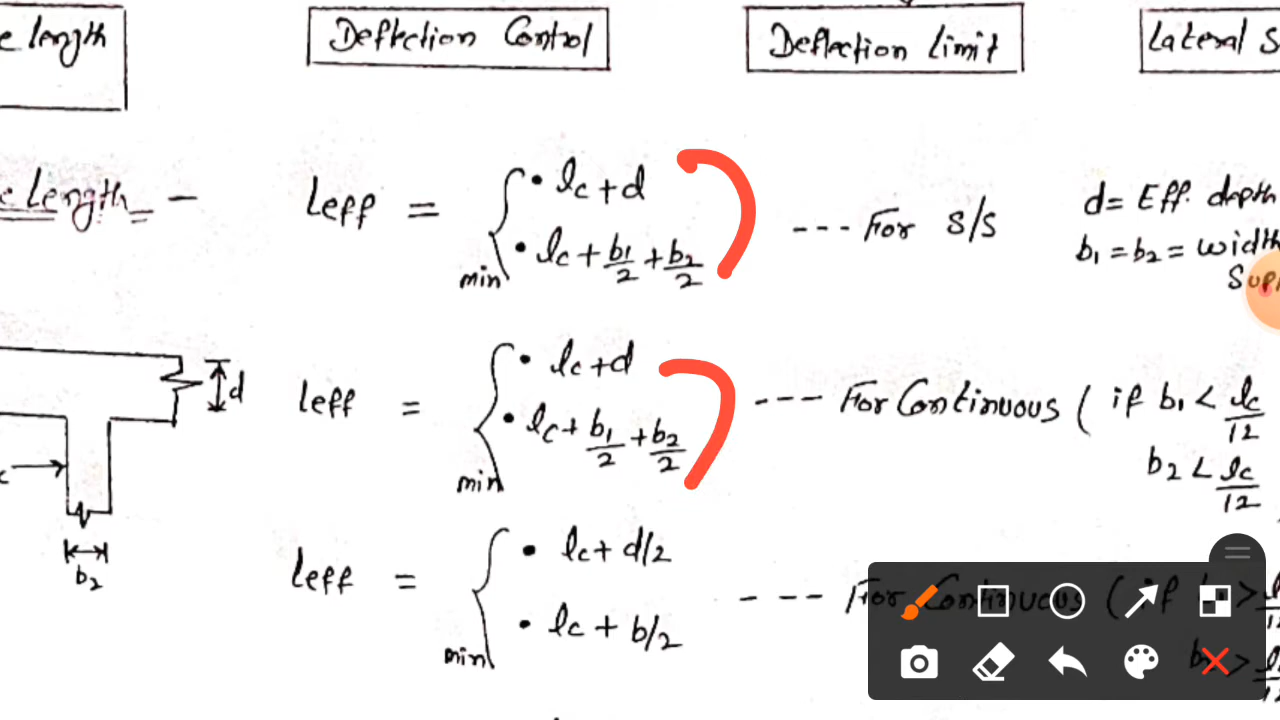 e length
Deflection Control
Deflection Limit
Lateral S
e Length -
leff =
min
• lc + d
• lc + b1/2 + b2/2
--- For S/S
d = Eff. depth
b1 = b2 = width
Sup
d
leff =
min
• lc + d
• lc + b1/2 + b2/2
--- For Continuous ( if b1 < lc/12
b2 < lc/12
c
b2
leff =
min
• lc + d/2
• lc + b/2
--- For Continuous ( if >
>